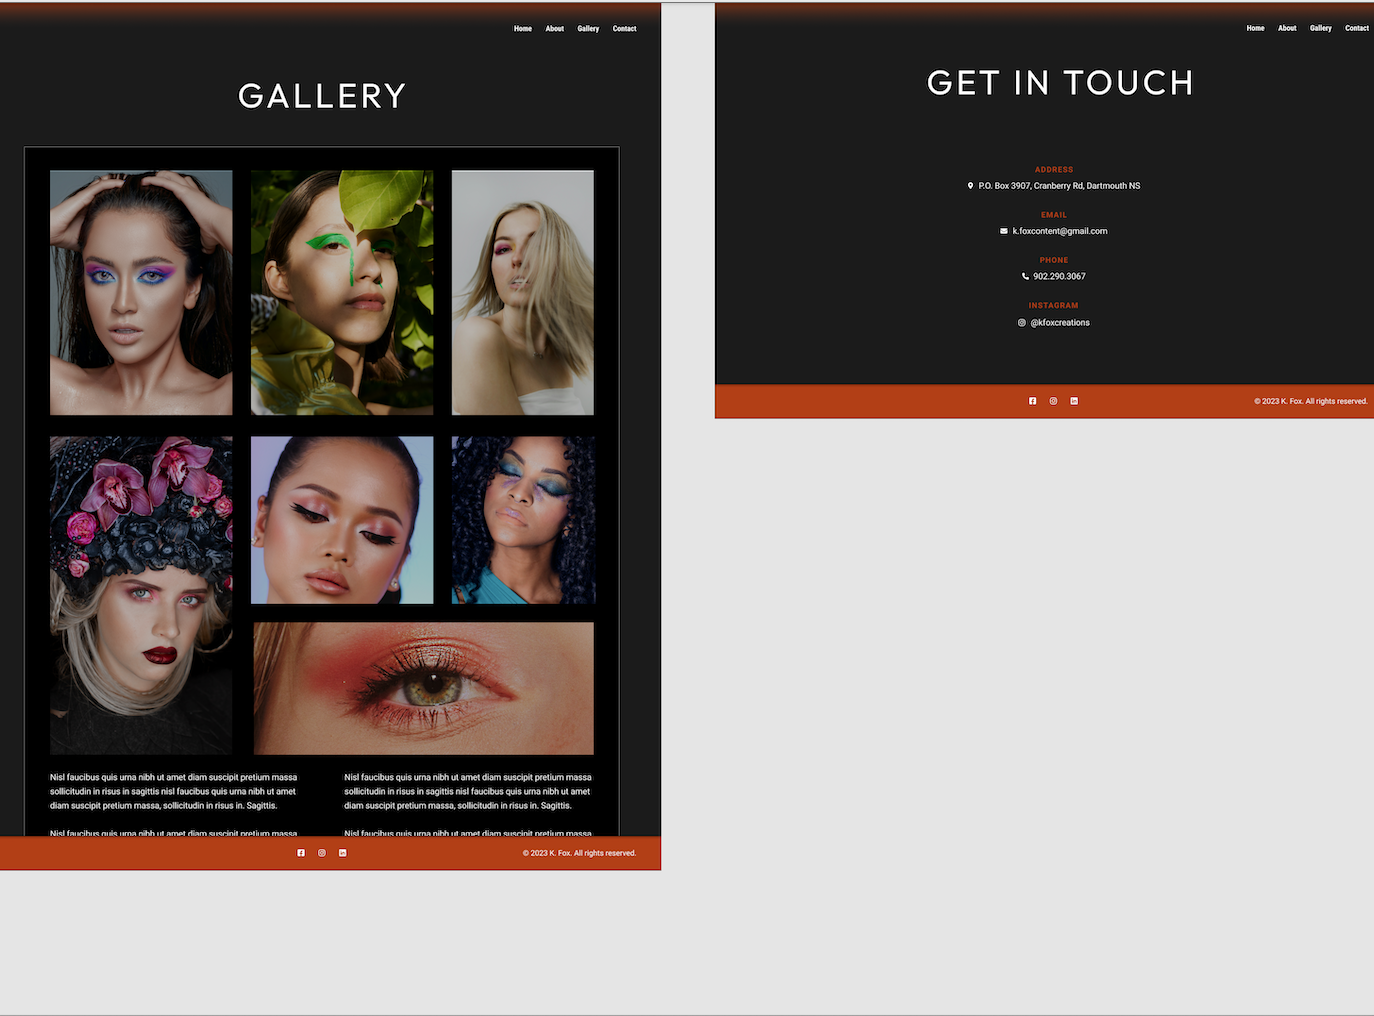 Home About Gallery Contact
GALLERY
Nisl faucibus quis urna nibh ut amet diam suscipit pretium massa
sollicitudin in risus in sagittis nisl faucibus quis urna nibh ut amet
diam suscipit pretium massa, sollicitudin in risus in. Sagittis.
Nisl faucibus quis urna nibh ut amet diam suscipit pretium massa
Nisl faucibus quis urna nibh ut amet diam suscipit pretium massa
sollicitudin in risus in sagittis nisl faucibus quis urna nibh ut amet
diam suscipit pretium massa, sollicitudin in risus in. Sagittis.
Nisl faucibus quis urna nibh ut amet diam suscipit pretium massa
© 2023 K. Fox. All rights reserved.
Home About Gallery Contact
GET IN TOUCH
ADDRESS
P.O. Box 3907, Cranberry Rd, Dartmouth NS
EMAIL
k.foxcontent@gmail.com
PHONE
902.290.3067
INSTAGRAM
@kfoxcreations
© 2023 K. Fox. All rights reserved.